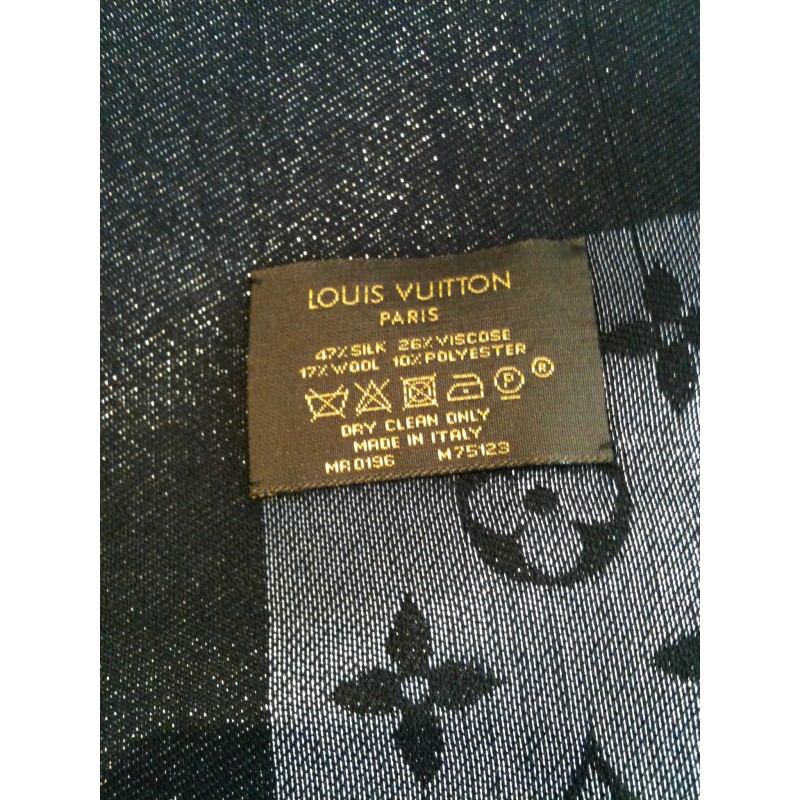 LOUIS VUITTON
PARIS
47% SILK 26% VISCOSE
17% WOOL 10% POLYESTER
P ®
DRY CLEAN ONLY
MADE IN ITALY
MR0196 M75123